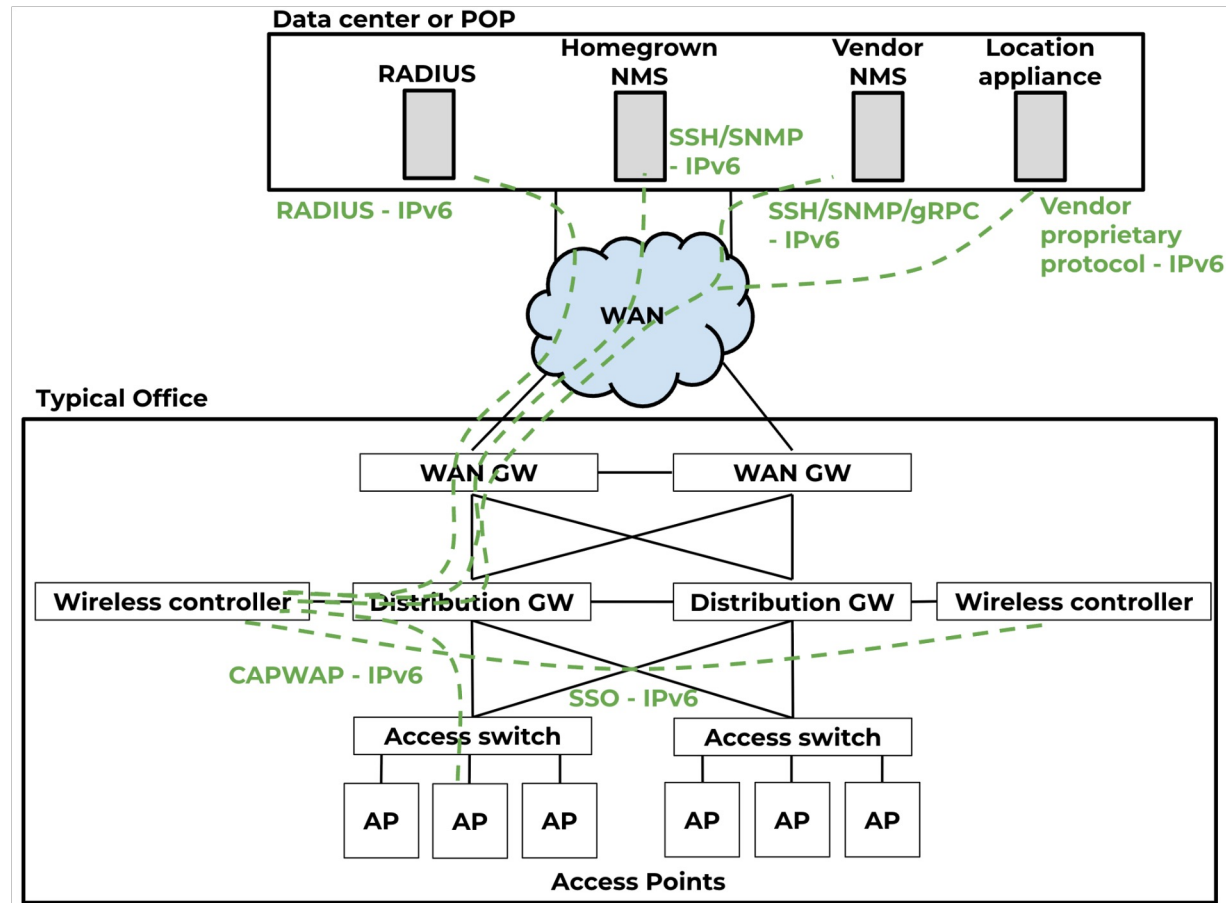 Data center or POP
RADIUS
Homegrown
NMS
Vendor
NMS
Location
appliance
SSH/SNMP
- IPv6
RADIUS - IPv6
SSH/SNMP/gRPC
- IPv6
Vendor
proprietary
protocol - IPv6
WAN
Typical Office
WAN GW
WAN GW
Wireless controller
Distribution GW
Distribution GW
Wireless controller
CAPWAP - IPv6
SSO - IPv6
Access switch
Access switch
AP
AP
AP
AP
AP
AP
Access Points